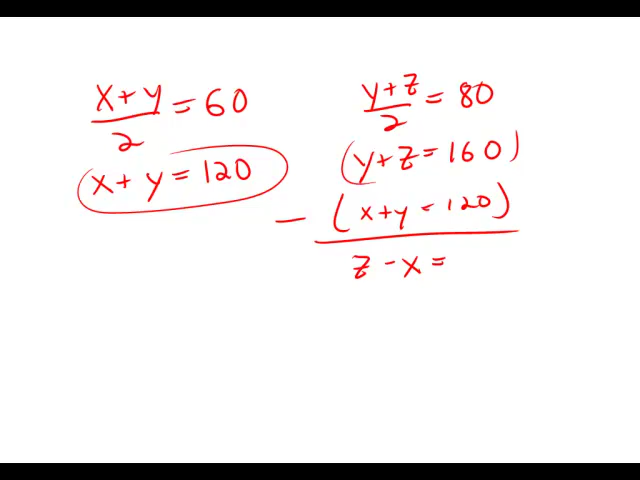 (x+y)/2 = 60
x+y = 120
(y+z)/2 = 80
(y+z = 160)
- (x+y = 120)
z - x =